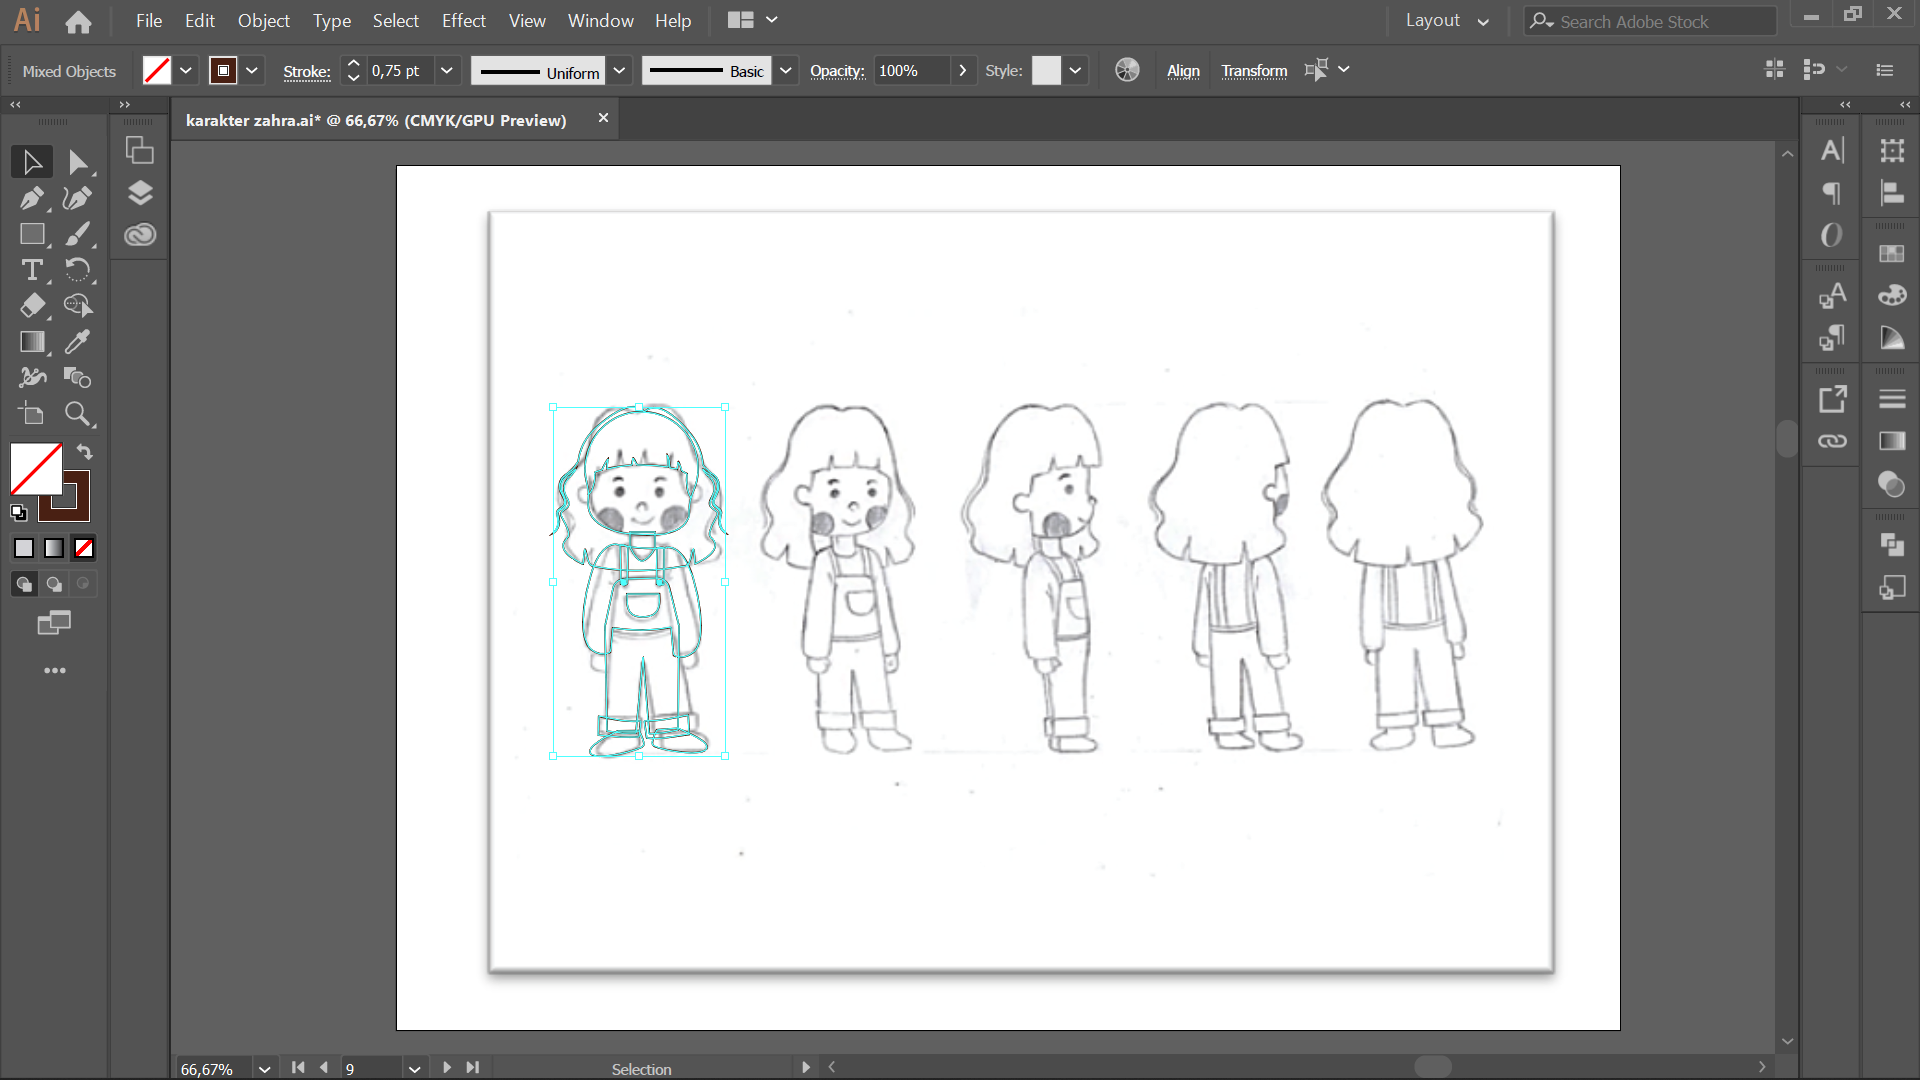 Ai File Edit Object Type Select Effect View Window Help Layout Search Adobe Stock
Mixed Objects Stroke: 0,75 pt Uniform Basic Opacity: 100% Style: Align Transform
karakter zahra.ai* @ 66,67% (CMYK/GPU Preview)
66,67% 9 Selection